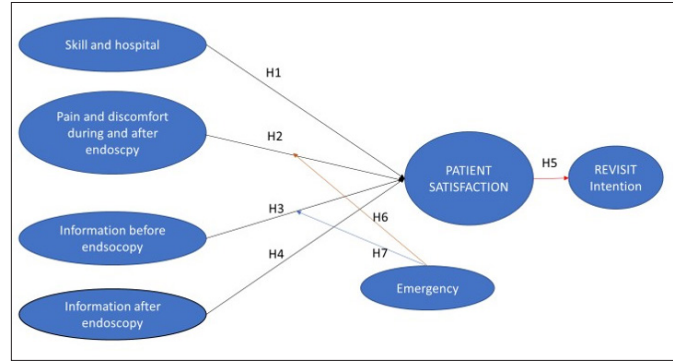 Skill and hospital
H1
Pain and discomfort
during and after
endoscpy
H2
PATIENT
SATISFACTION
H5
REVISIT
Intention
H3
Information before
endsocopy
H6
H4
H7
Information after
endoscopy
Emergency